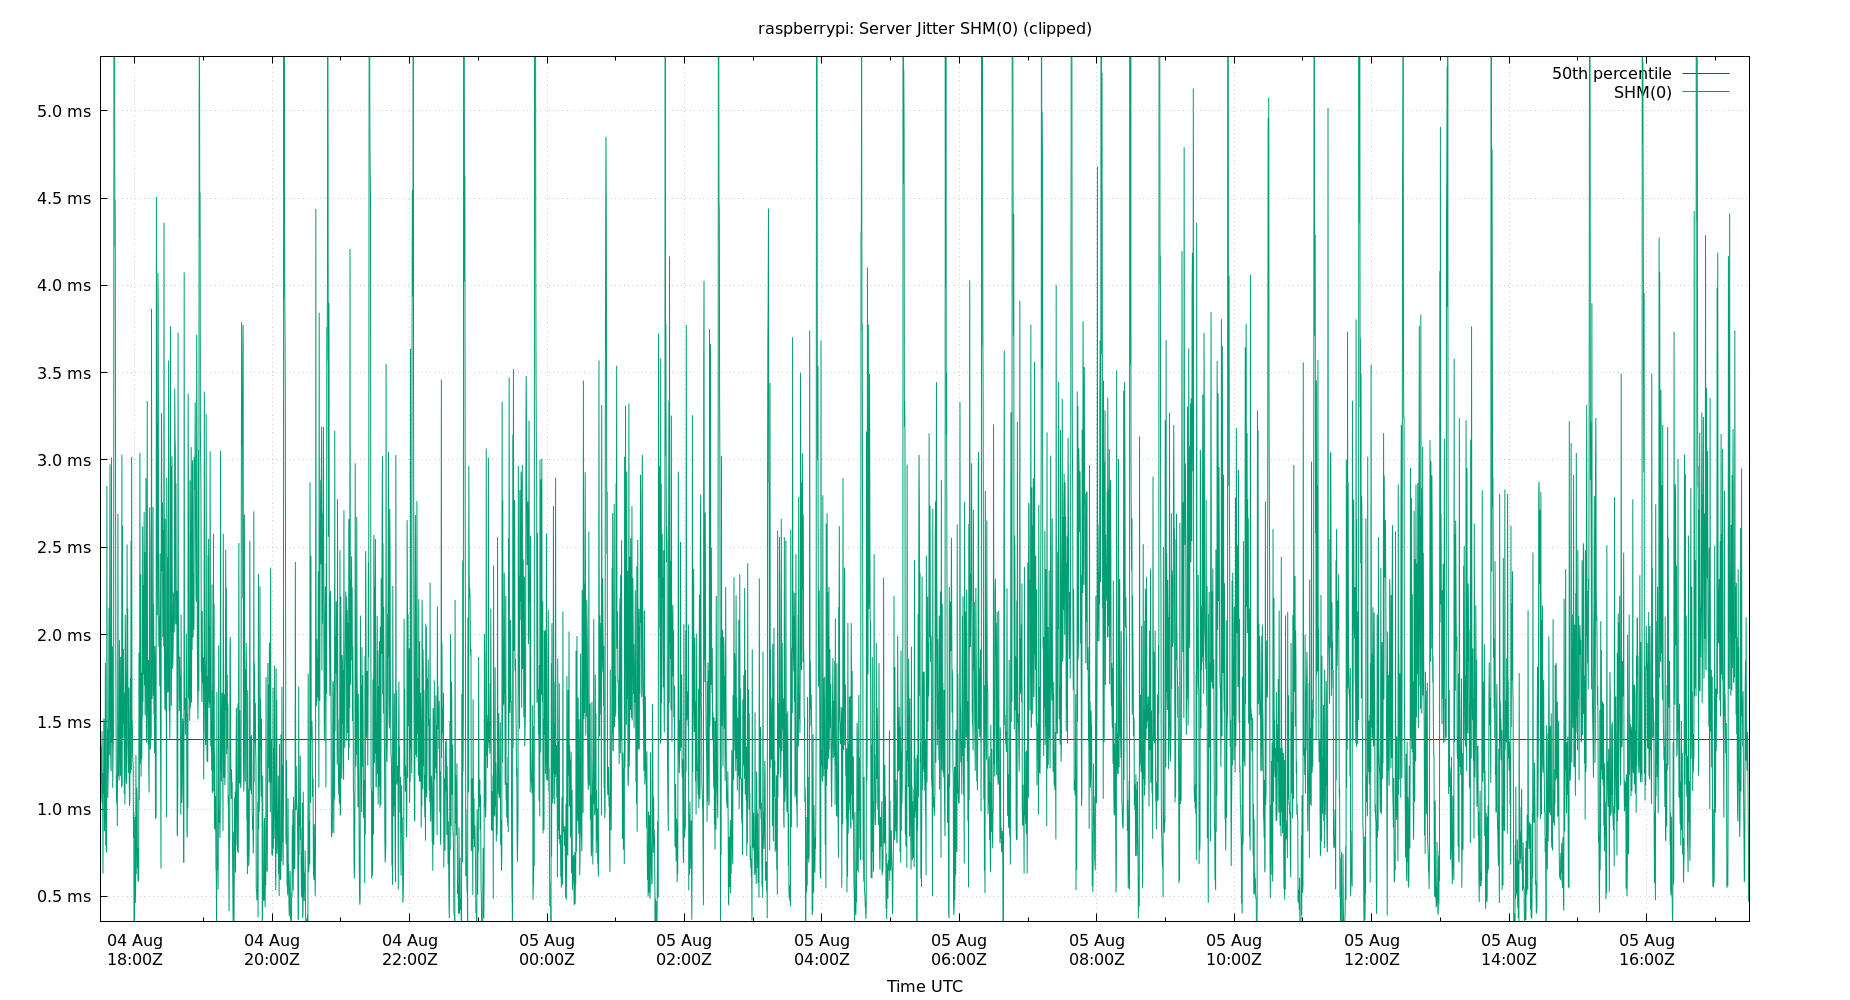 raspberrypi: Server Jitter SHM(0) (clipped)
50th percentile
SHM(0)
5.0 ms
4.5 ms
4.0 ms
3.5 ms
3.0 ms
2.5 ms
2.0 ms
1.5 ms
1.0 ms
0.5 ms
04 Aug 04 Aug 04 Aug 05 Aug 05 Aug 05 Aug 05 Aug 05 Aug 05 Aug 05 Aug 05 Aug 05 Aug
18:00Z 20:00Z 22:00Z 00:00Z 02:00Z 04:00Z 06:00Z 08:00Z 10:00Z 12:00Z 14:00Z 16:00Z
Time UTC